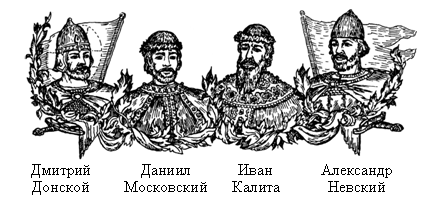 Дмитрий
Донской
Даниил
Московский
Иван
Калита
Александр
Невский